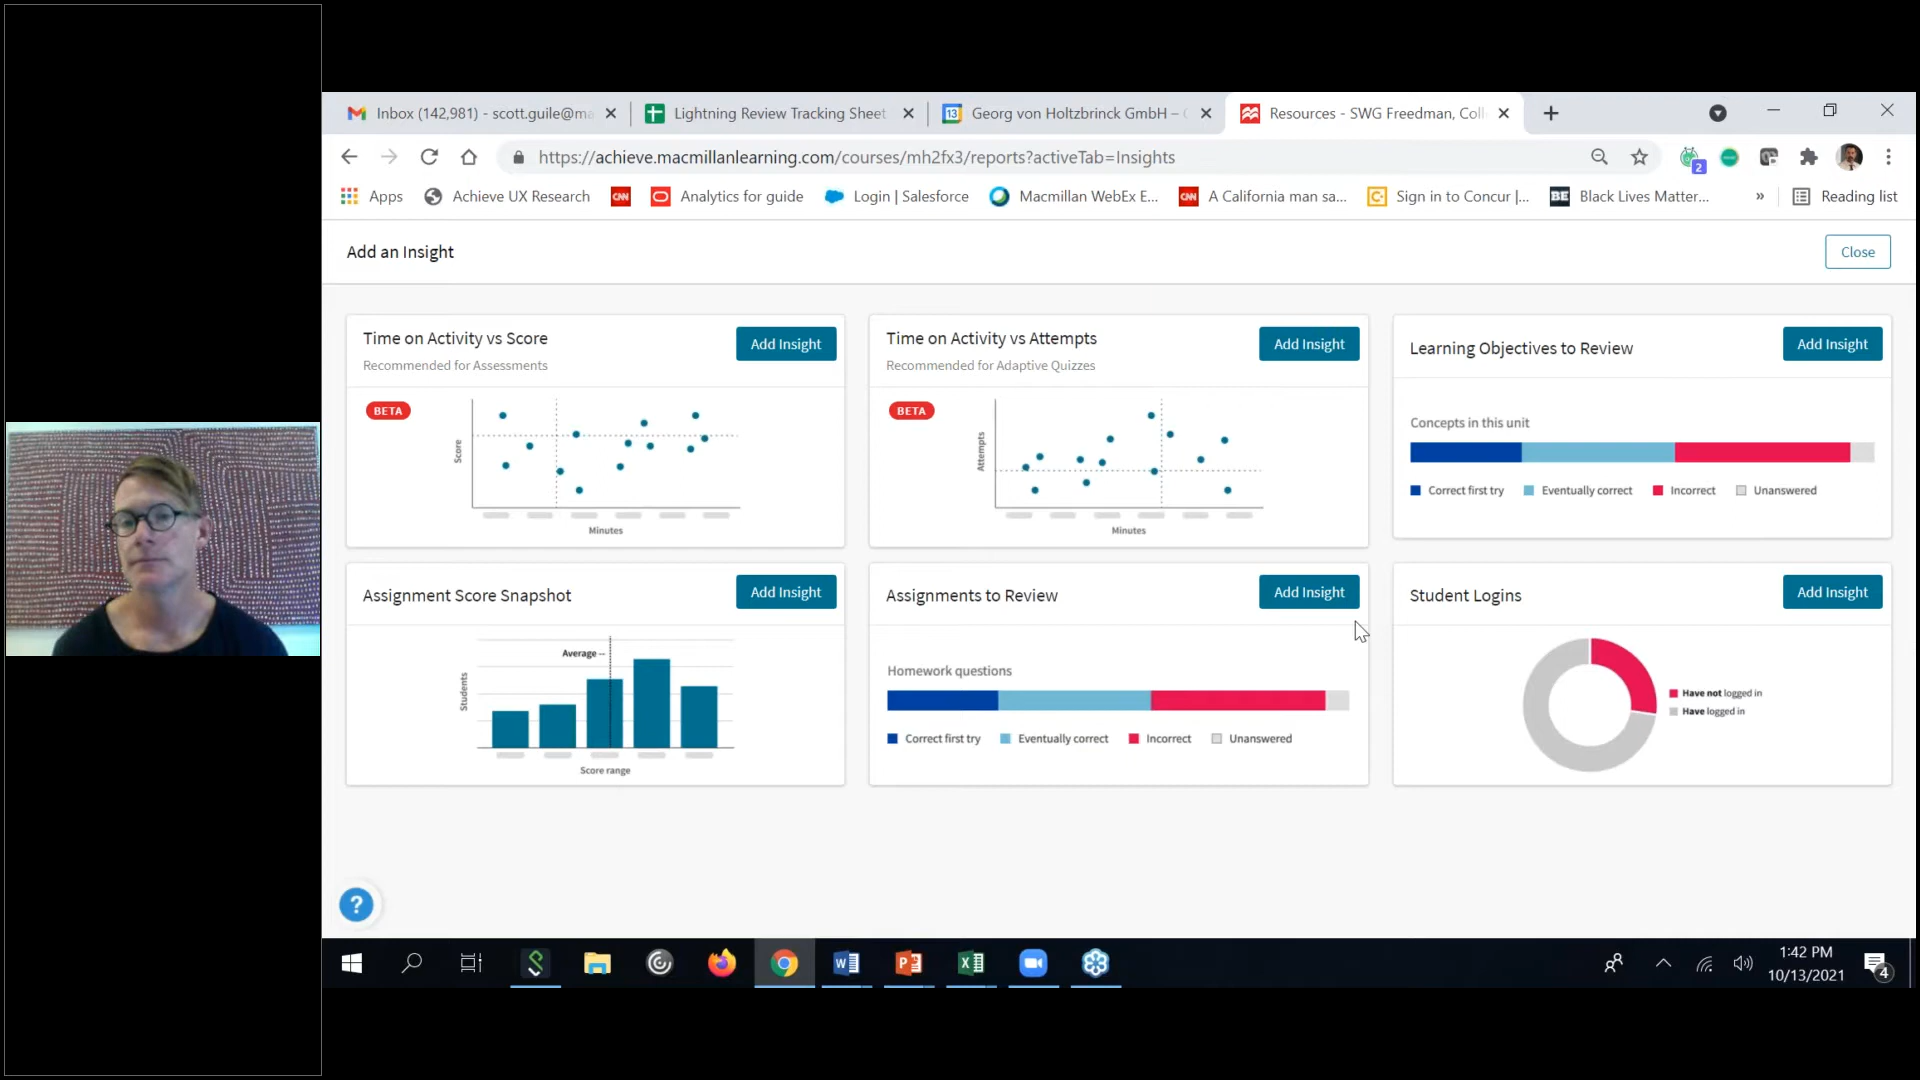 Inbox (142,981) - scott.guile@ma
Lightning Review Tracking Sheet
13
Georg von Holtzbrinck GmbH –
Resources - SWG Freedman, Coll
https://achieve.macmillanlearning.com/courses/mh2fx3/reports?activeTab=Insights
2
Apps
Achieve UX Research
CNN
Analytics for guide
Login | Salesforce
Macmillan WebEx E...
CNN
A California man sa...
Sign in to Concur |...
BE
Black Lives Matter...
»
Reading list
Add an Insight
Close
Time on Activity vs Score
Recommended for Assessments
Add Insight
BETA
Score
Minutes
Time on Activity vs Attempts
Recommended for Adaptive Quizzes
Add Insight
BETA
Attempts
Minutes
Learning Objectives to Review
Add Insight
Concepts in this unit
Correct first try
Eventually correct
Incorrect
Unanswered
Assignment Score Snapshot
Add Insight
Average --
Students
Score range
Assignments to Review
Add Insight
Homework questions
Correct first try
Eventually correct
Incorrect
Unanswered
Student Logins
Add Insight
Have not logged in
Have logged in
?
1:42 PM
10/13/2021
4